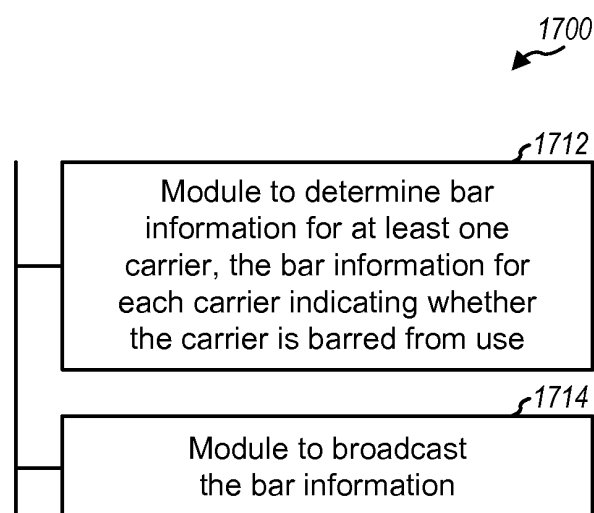 1700
1712
Module to determine bar
information for at least one
carrier, the bar information for
each carrier indicating whether
the carrier is barred from use
1714
Module to broadcast
the bar information